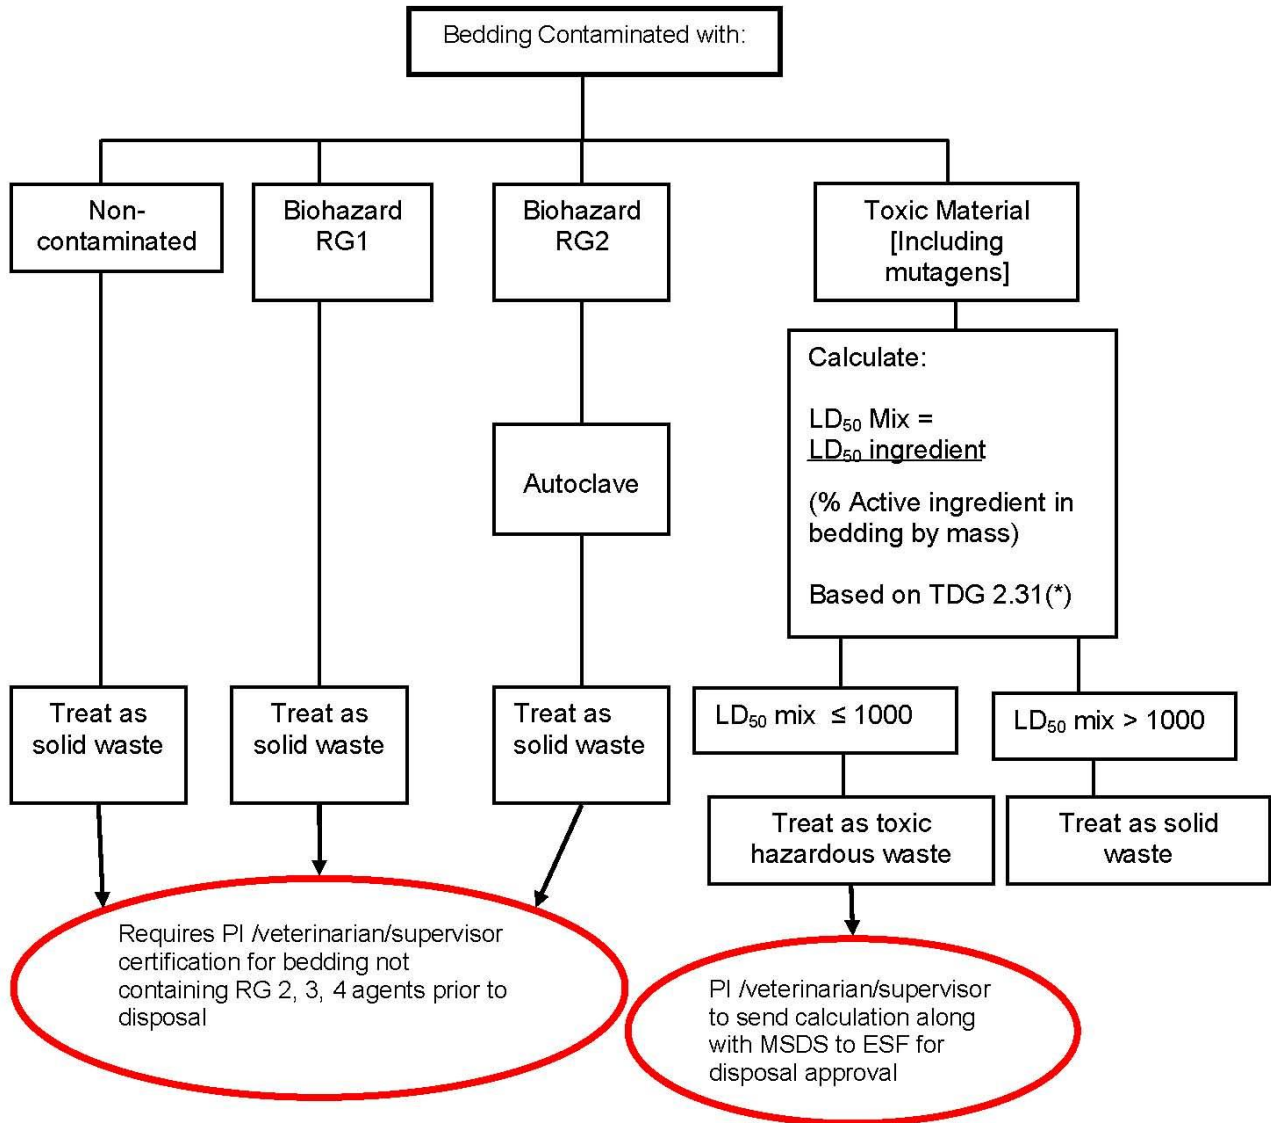 Bedding Contaminated with:
Non-
contaminated
Biohazard
RG1
Biohazard
RG2
Toxic Material
[Including
mutagens]
Calculate:
LD₅₀ Mix =
LD₅₀ ingredient
(% Active ingredient in
bedding by mass)
Based on TDG 2.31(*)
Autoclave
Treat as
solid waste
Treat as
solid waste
Treat as
solid waste
LD₅₀ mix ≤ 1000
LD₅₀ mix > 1000
Treat as toxic
hazardous waste
Treat as solid
waste
Requires PI /veterinarian/supervisor
certification for bedding not
containing RG 2, 3, 4 agents prior to
disposal
PI /veterinarian/supervisor
to send calculation along
with MSDS to ESF for
disposal approval